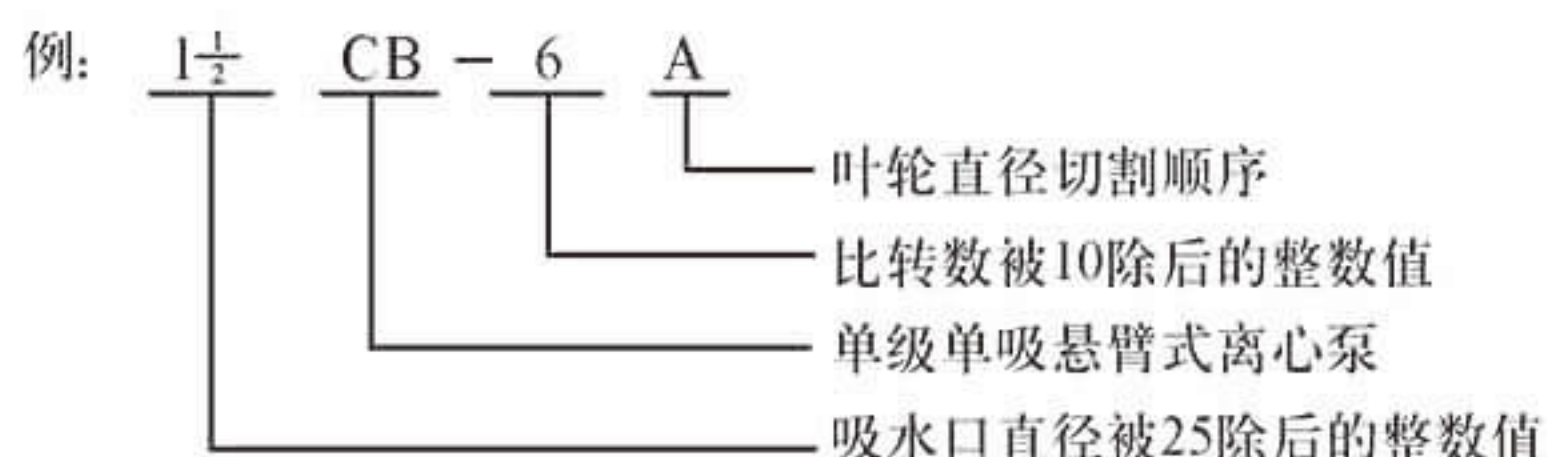 例: 1½ CB - 6 A
叶轮直径切割顺序
比转数被10除后的整数值
单级单吸悬臂式离心泵
吸水口直径被25除后的整数值